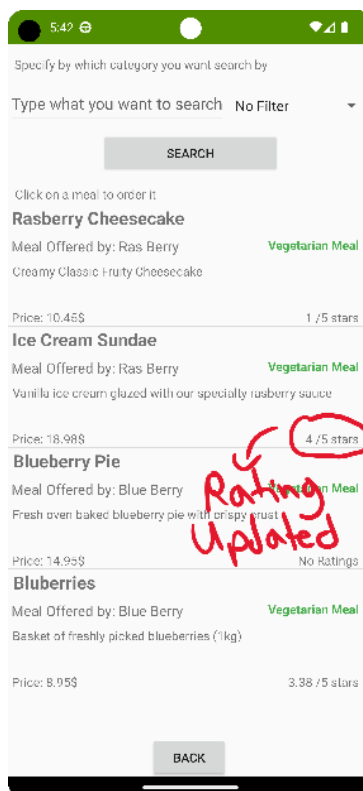 5:42
Specify by which category you want search by
Type what you want to search No Filter
SEARCH
Click on a meal to order it
Rasberry Cheesecake
Meal Offered by: Ras Berry Vegetarian Meal
Creamy Classic Fruity Cheesecake
Price: 10.45$ 1 /5 stars
Ice Cream Sundae
Meal Offered by: Ras Berry Vegetarian Meal
Vanilla ice cream glazed with our specialty rasberry sauce
Price: 18.98$ 4 /5 stars
Blueberry Pie
Meal Offered by: Blue Berry Vegetarian Meal
Rating
Fresh oven baked blueberry pie with crispy crust
Updated
Price: 14.95$ No Ratings
Bluberries
Meal Offered by: Blue Berry Vegetarian Meal
Basket of freshly picked blueberries (1kg)
Price: 8.95$ 3.38 /5 stars
BACK